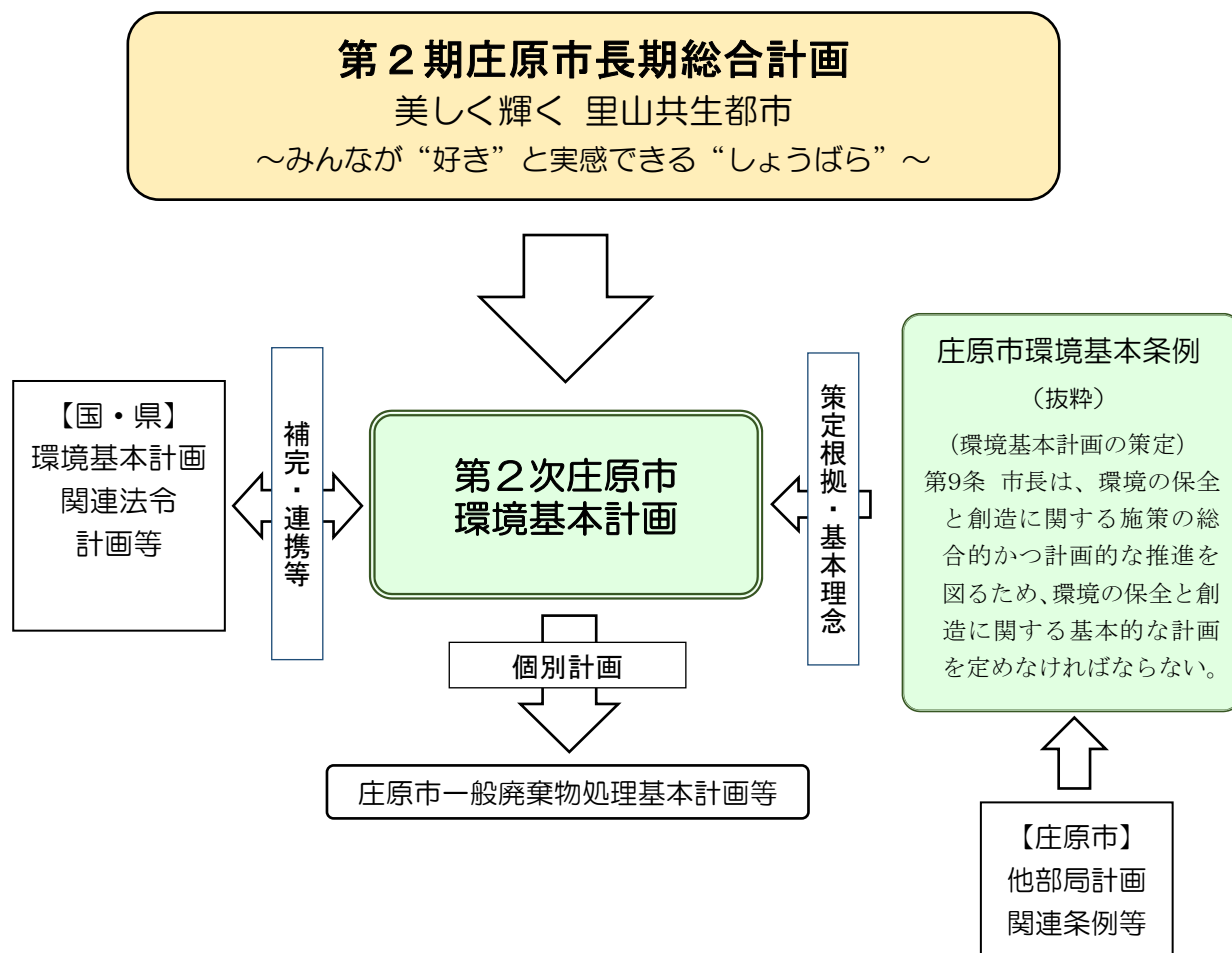 第２期庄原市長期総合計画
美しく輝く 里山共生都市
～みんなが“好き”と実感できる“しょうばら”～
【国・県】
環境基本計画
関連法令
計画等
補完・連携等
第２次庄原市
環境基本計画
策定根拠・基本理念
庄原市環境基本条例
（抜粋）
（環境基本計画の策定）
第9条 市長は、環境の保全
と創造に関する施策の総
合的かつ計画的な推進を
図るため、環境の保全と創
造に関する基本的な計画
を定めなければならない。
個別計画
庄原市一般廃棄物処理基本計画等
【庄原市】
他部局計画
関連条例等